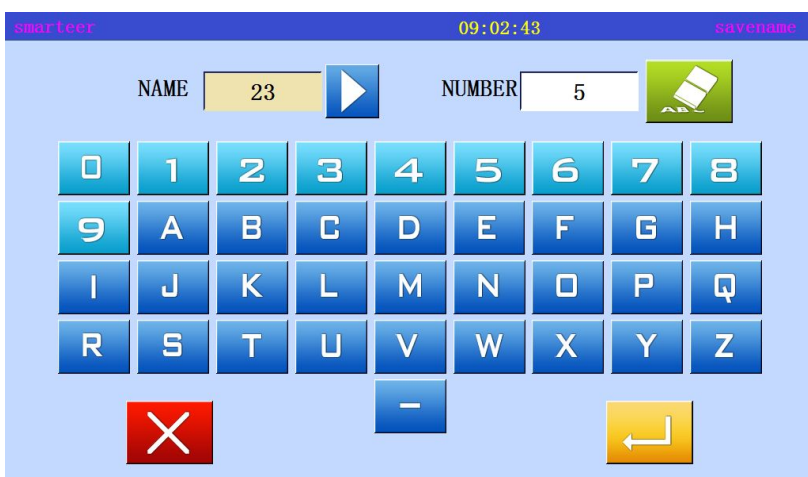 smarteer 09:02:43 savename
NAME 23 NUMBER 5
ABC
0 1 2 3 4 5 6 7 8
9 A B C D E F G H
I J K L M N O P Q
R S T U V W X Y Z
-